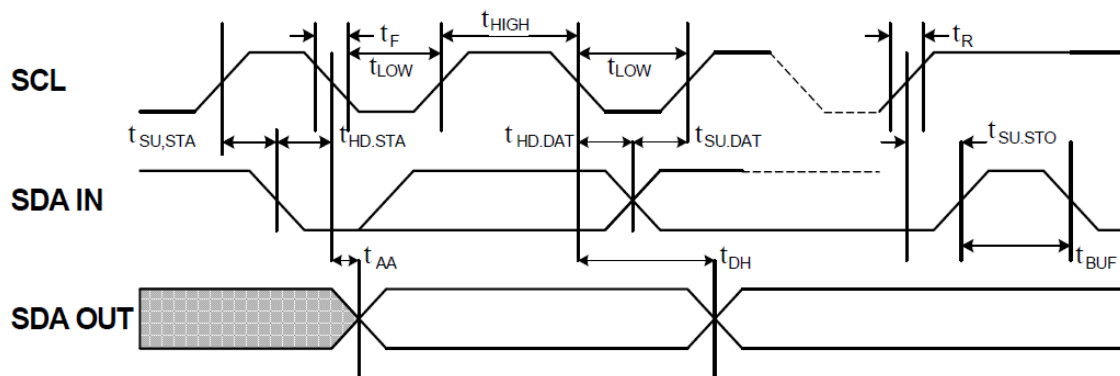 tF tHIGH tR
SCL tLOW tLOW
tSU,STA tHD.STA tHD.DAT tSU.DAT tSU.STO
SDA IN
tAA tDH tBUF
SDA OUT